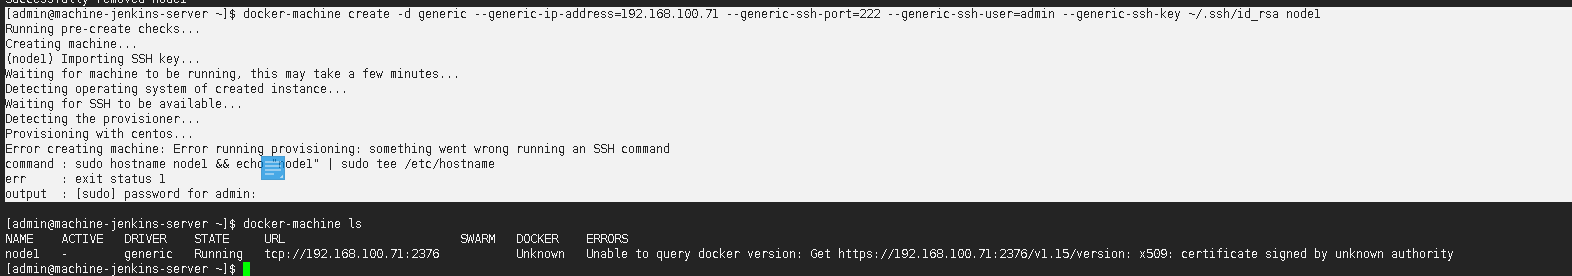 Successfully removed node1
[admin@machine-jenkins-server ~]$ docker-machine create -d generic --generic-ip-address=192.168.100.71 --generic-ssh-port=222 --generic-ssh-user=admin --generic-ssh-key ~/.ssh/id_rsa node1
Running pre-create checks...
Creating machine...
(node1) Importing SSH key...
Waiting for machine to be running, this may take a few minutes...
Detecting operating system of created instance...
Waiting for SSH to be available...
Detecting the provisioner...
Provisioning with centos...
Error creating machine: Error running provisioning: something went wrong running an SSH command
command : sudo hostname node1 && echo "node1" | sudo tee /etc/hostname
err     : exit status 1
output  : [sudo] password for admin:
[admin@machine-jenkins-server ~]$ docker-machine ls
NAME    ACTIVE   DRIVER    STATE     URL                         SWARM   DOCKER    ERRORS
node1   -        generic   Running   tcp://192.168.100.71:2376           Unknown   Unable to query docker version: Get https://192.168.100.71:2376/v1.15/version: x509: certificate signed by unknown authority
[admin@machine-jenkins-server ~]$